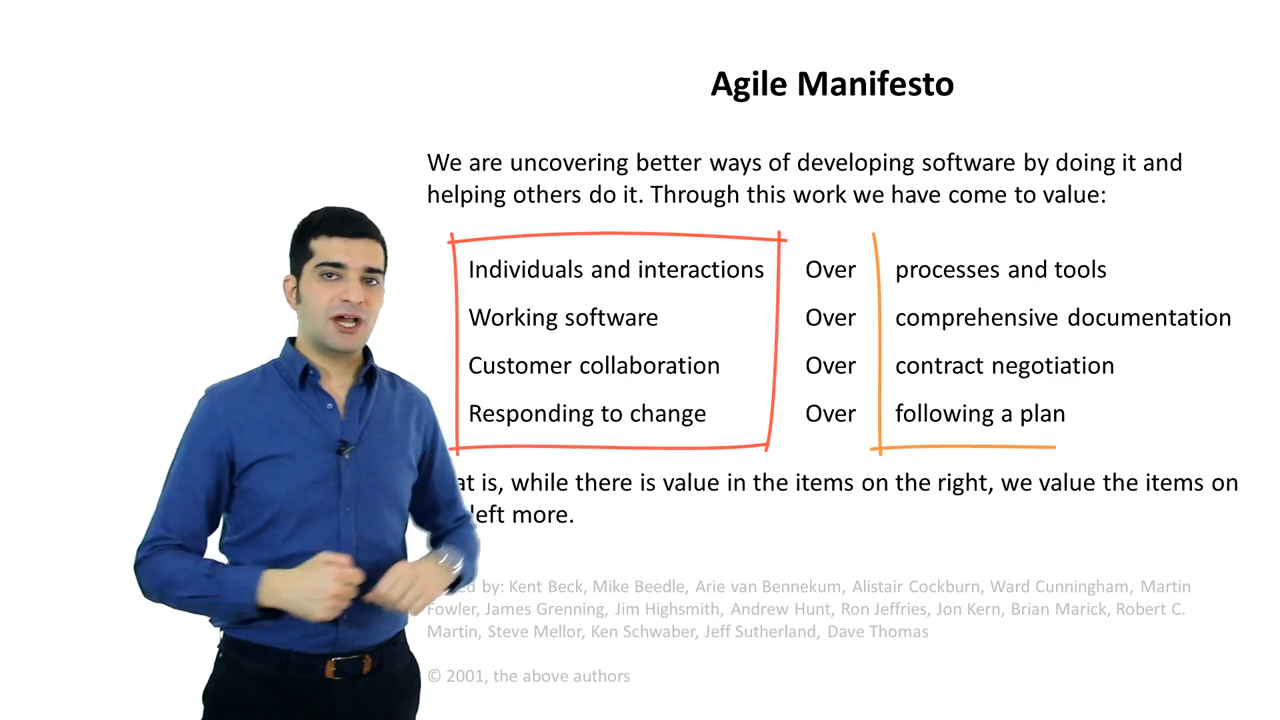 Agile Manifesto
We are uncovering better ways of developing software by doing it and
helping others do it. Through this work we have come to value:
Individuals and interactions Over processes and tools
Working software Over comprehensive documentation
Customer collaboration Over contract negotiation
Responding to change Over following a plan
is, while there is value in the items on the right, we value the items on
left more.
by: Kent Beck, Mike Beedle, Arie van Bennekum, Alistair Cockburn, Ward Cunningham, Martin
Fowler, James Grenning, Jim Highsmith, Andrew Hunt, Ron Jeffries, Jon Kern, Brian Marick, Robert C.
Martin, Steve Mellor, Ken Schwaber, Jeff Sutherland, Dave Thomas
© 2001, the above authors